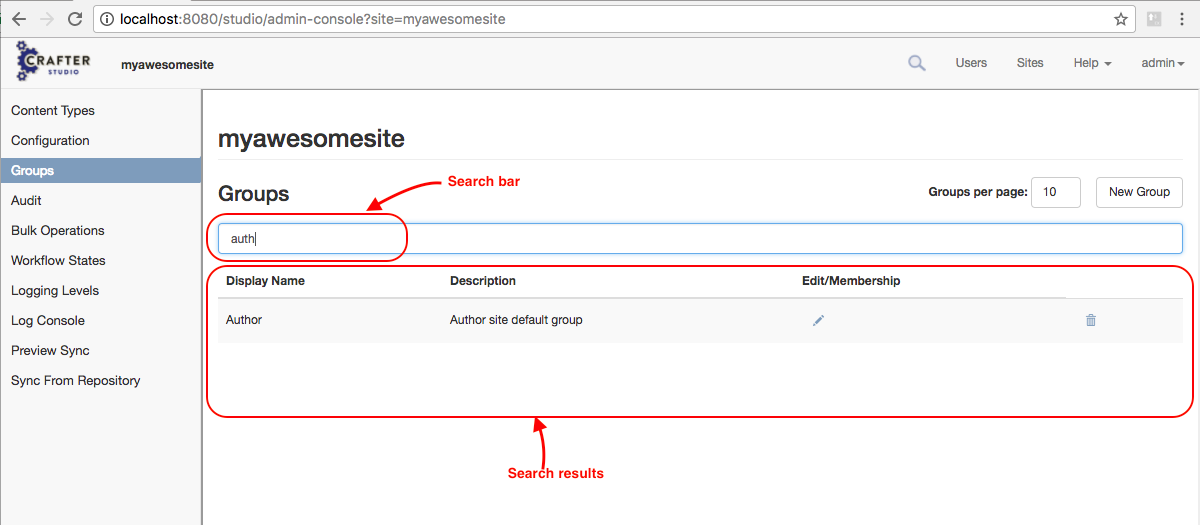 localhost:8080/studio/admin-console?site=myawesomesite
CRAFTER
STUDIO
myawesomesite
Users
Sites
Help
admin
Content Types
Configuration
Groups
Audit
Bulk Operations
Workflow States
Logging Levels
Log Console
Preview Sync
Sync From Repository
myawesomesite
Groups
Search bar
Groups per page: 10
New Group
auth
Display Name Description Edit/Membership
Author Author site default group
Search results